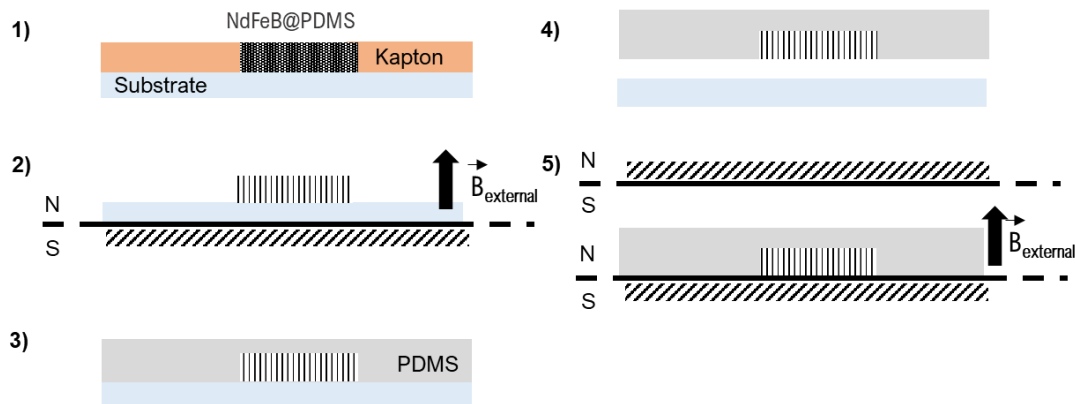 1)
NdFeB@PDMS
Kapton
Substrate
2)
B external
N
S
3)
PDMS
4)
5)
N
S
B external
N
S